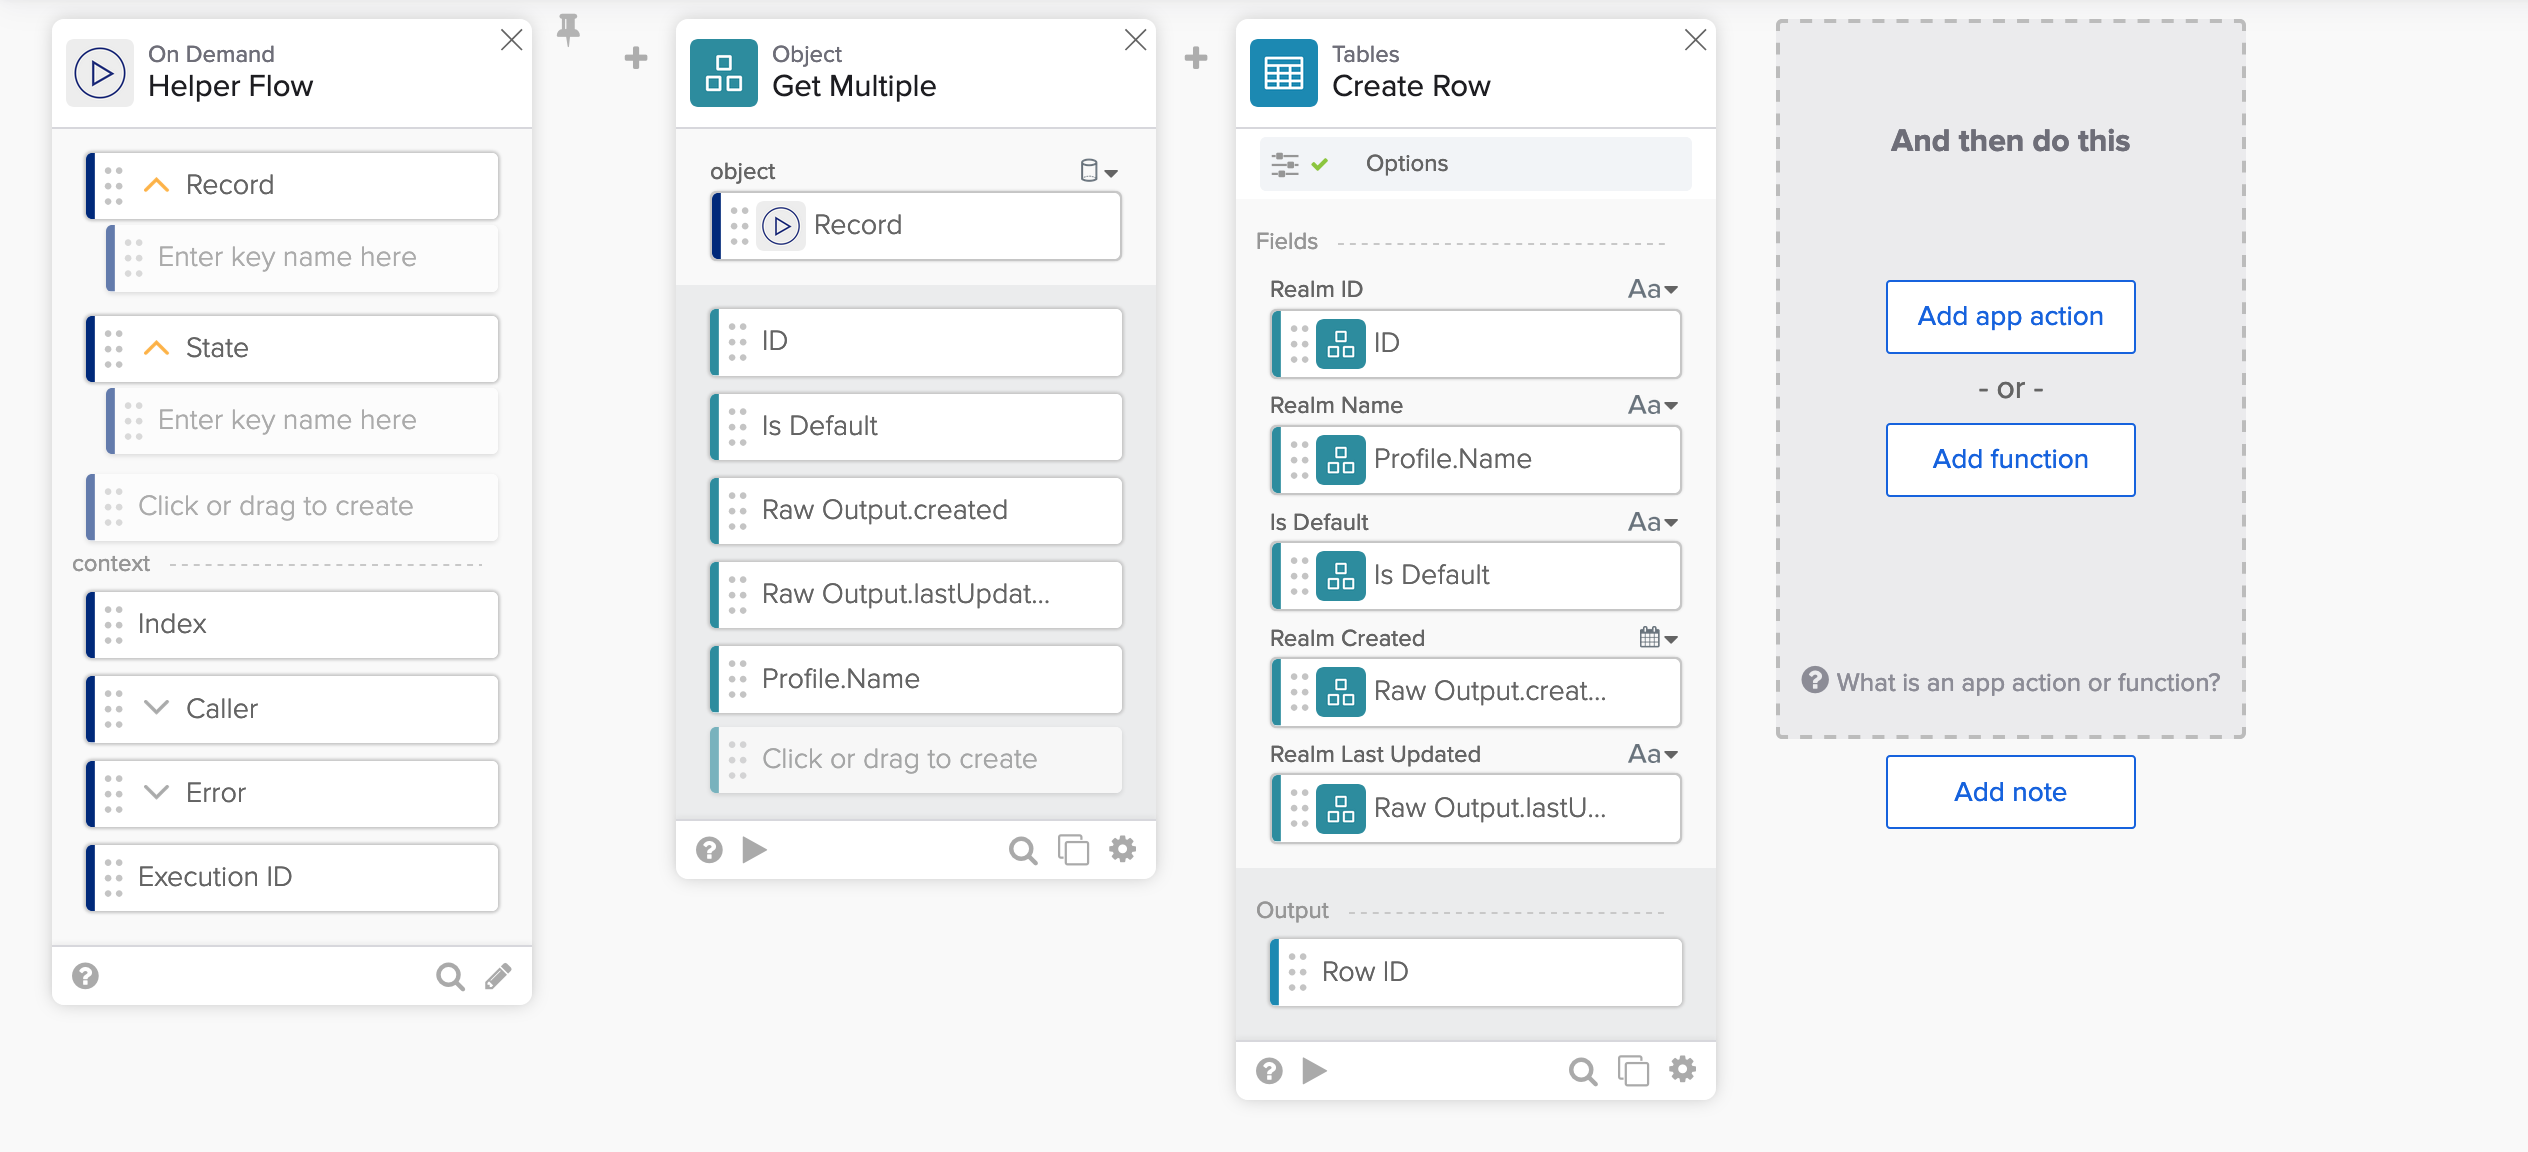 On Demand
Helper Flow
Record
Enter key name here
State
Enter key name here
Click or drag to create
context
Index
Caller
Error
Execution ID
Object
Get Multiple
object
Record
ID
Is Default
Raw Output.created
Raw Output.lastUpdat...
Profile.Name
Click or drag to create
Tables
Create Row
Options
Fields
Realm ID
Aa
ID
Realm Name
Aa
Profile.Name
Is Default
Aa
Is Default
Realm Created
Raw Output.creat...
Realm Last Updated
Aa
Raw Output.lastU...
Output
Row ID
And then do this
Add app action
- or -
Add function
What is an app action or function?
Add note